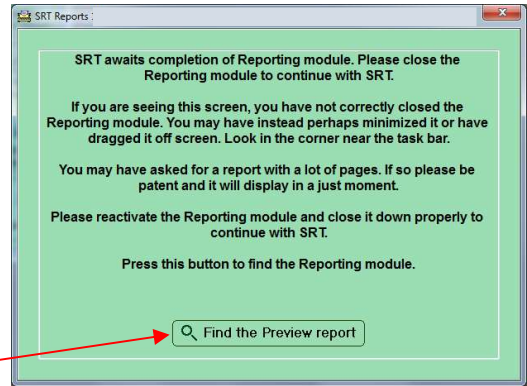 SRT Reports :
SRT awaits completion of Reporting module. Please close the
Reporting module to continue with SRT.
If you are seeing this screen, you have not correctly closed the
Reporting module. You may have instead perhaps minimized it or have
dragged it off screen. Look in the corner near the task bar.
You may have asked for a report with a lot of pages. If so please be
patent and it will display in a just moment.
Please reactivate the Reporting module and close it down properly to
continue with SRT.
Press this button to find the Reporting module.
Find the Preview report